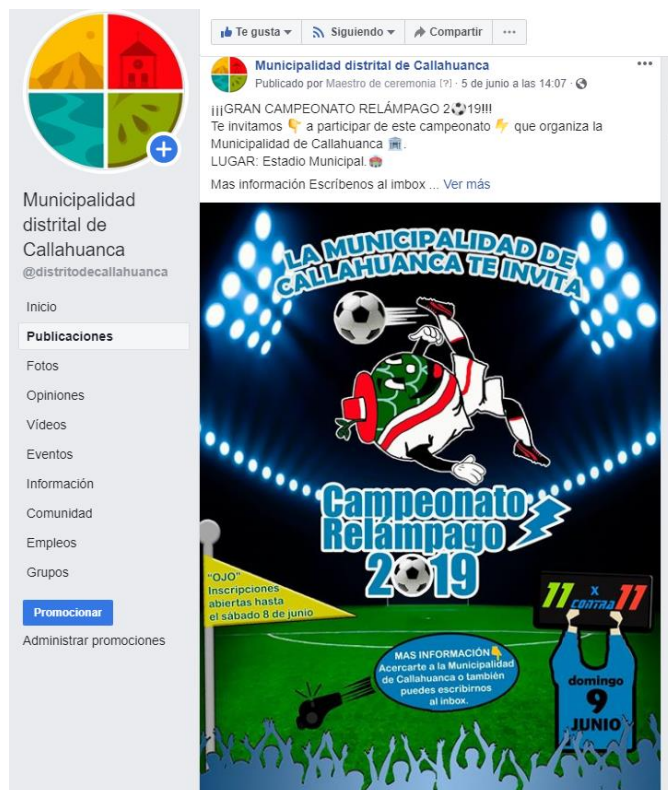 Te gusta
Siguiendo
Compartir
Municipalidad distrital de Callahuanca
Publicado por Maestro de ceremonia [?] · 5 de junio a las 14:07 ·
¡¡¡GRAN CAMPEONATO RELÁMPAGO 2⚽19!!!
Te invitamos 👇 a participar de este campeonato ⚡ que organiza la
Municipalidad de Callahuanca 🏛.
LUGAR: Estadio Municipal.🏟
Mas información Escríbenos al imbox ... Ver más
Municipalidad
distrital de
Callahuanca
@distritodecallahuanca
Inicio
Publicaciones
Fotos
Opiniones
Vídeos
Eventos
Información
Comunidad
Empleos
Grupos
Promocionar
Administrar promociones
LA MUNICIPALIDAD DE
CALLAHUANCA TE INVITA
Campeonato
Relámpago
2⚽19
"OJO"
Inscripciones
abiertas hasta
el sábado 8 de junio
11 x 11
CONTRA
MAS INFORMACIÓN👇
Acercarte a la Municipalidad
de Callahuanca o también
puedes escribirnos
al inbox.
domingo
9
JUNIO